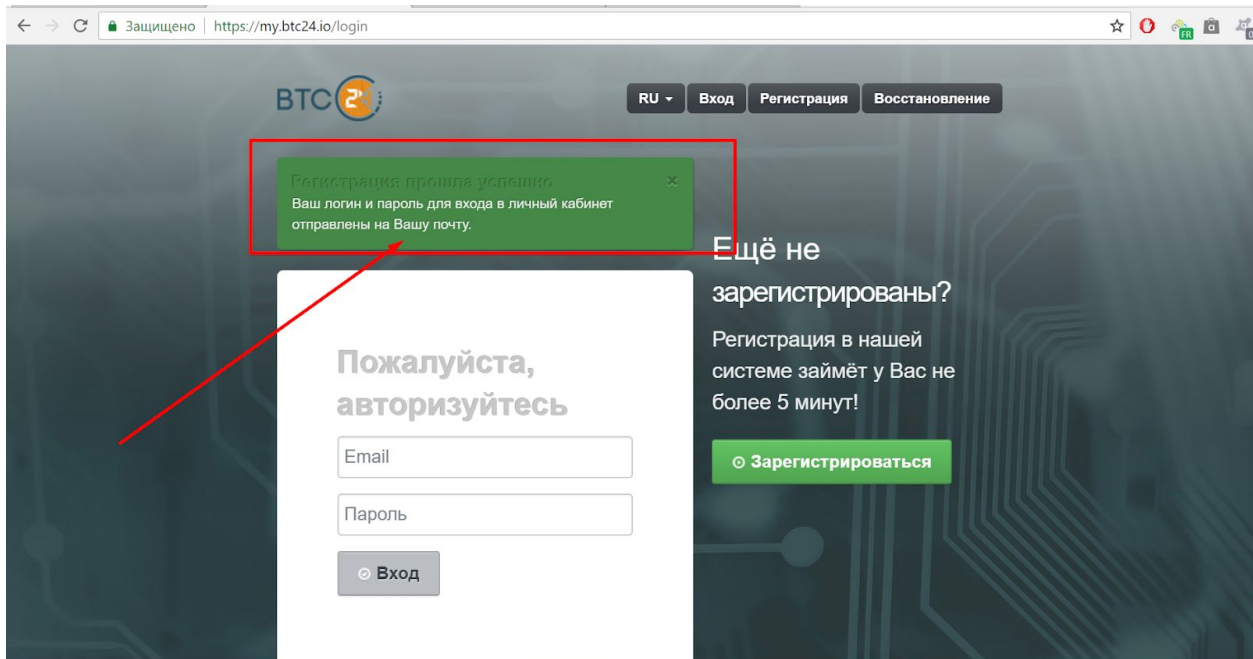 Защищено https://my.btc24.io/login
FR
BTC 24
RU Вход Регистрация Восстановление
Регистрация прошла успешно ×
Ваш логин и пароль для входа в личный кабинет
отправлены на Вашу почту.
Ещё не
зарегистрированы?
Регистрация в нашей
системе займёт у Вас не
более 5 минут!
Зарегистрироваться
Пожалуйста,
авторизуйтесь
Email
Пароль
Вход